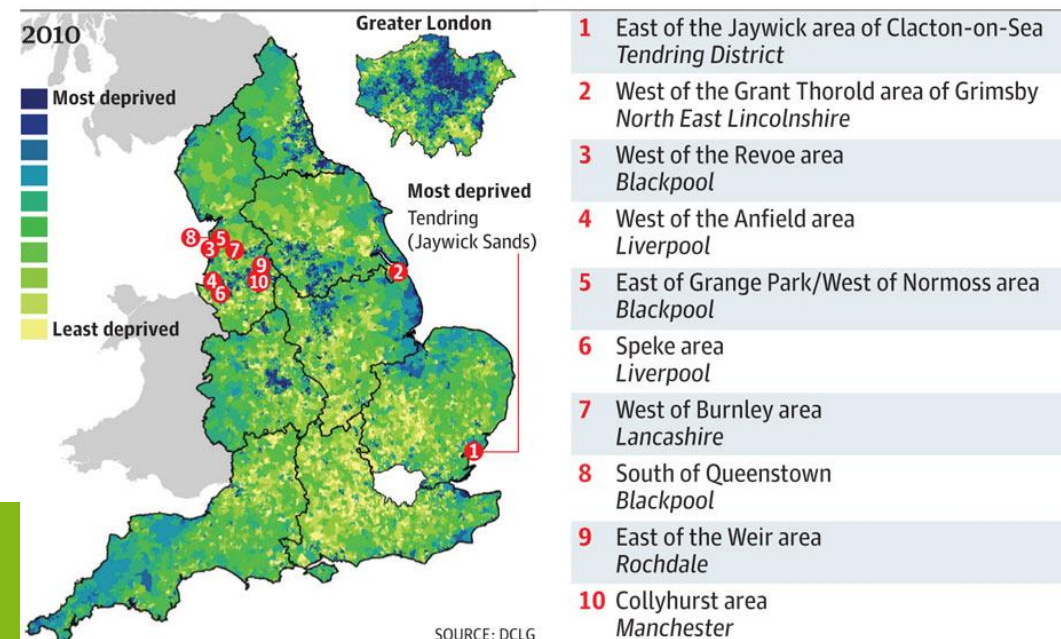 2010
Most deprived
Least deprived
Greater London
Most deprived
Tendring
(Jaywick Sands)
8
5
3
7
9
4
10
6
2
1
SOURCE: DCLG
1 East of the Jaywick area of Clacton-on-Sea
Tendring District
2 West of the Grant Thorold area of Grimsby
North East Lincolnshire
3 West of the Revoe area
Blackpool
4 West of the Anfield area
Liverpool
5 East of Grange Park/West of Normoss area
Blackpool
6 Speke area
Liverpool
7 West of Burnley area
Lancashire
8 South of Queenstown
Blackpool
9 East of the Weir area
Rochdale
10 Collyhurst area
Manchester